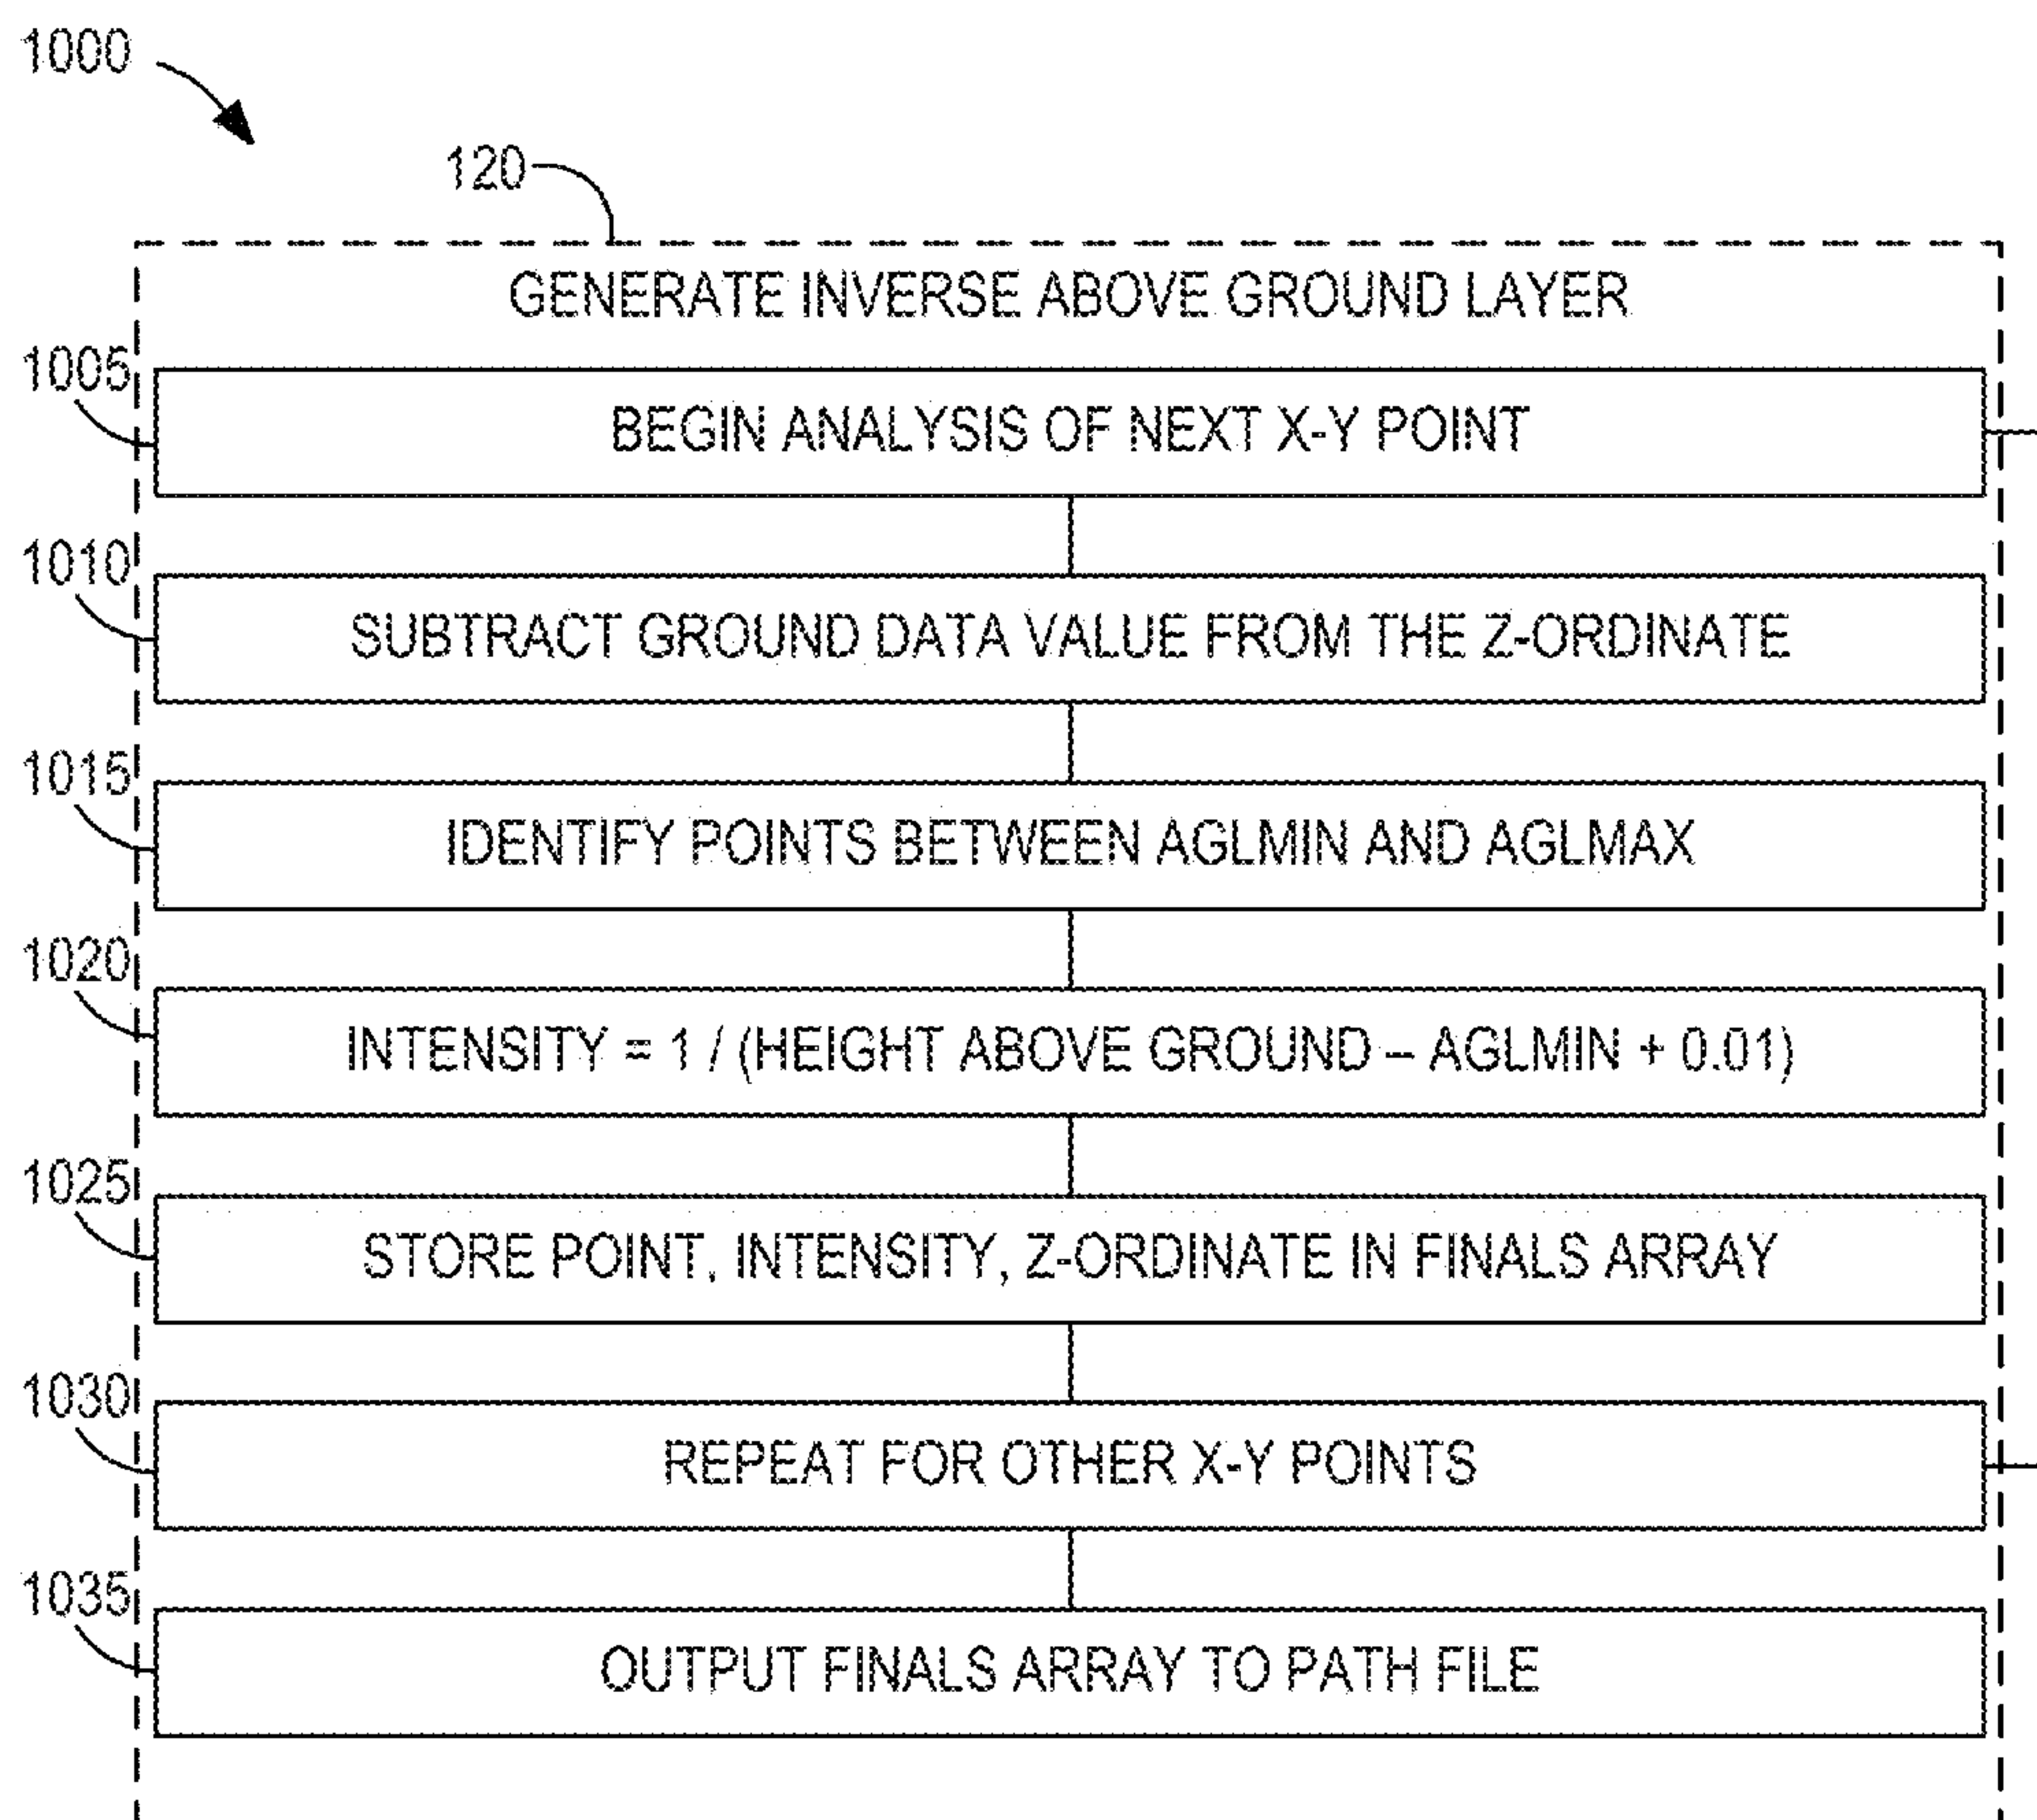 1000
120
GENERATE INVERSE ABOVE GROUND LAYER
1005
BEGIN ANALYSIS OF NEXT X-Y POINT
1010
SUBTRACT GROUND DATA VALUE FROM THE Z-ORDINATE
1015
IDENTIFY POINTS BETWEEN AGLMIN AND AGLMAX
1020
INTENSITY = 1 / (HEIGHT ABOVE GROUND – AGLMIN + 0.01)
1025
STORE POINT, INTENSITY, Z-ORDINATE IN FINALS ARRAY
1030
REPEAT FOR OTHER X-Y POINTS
1035
OUTPUT FINALS ARRAY TO PATH FILE